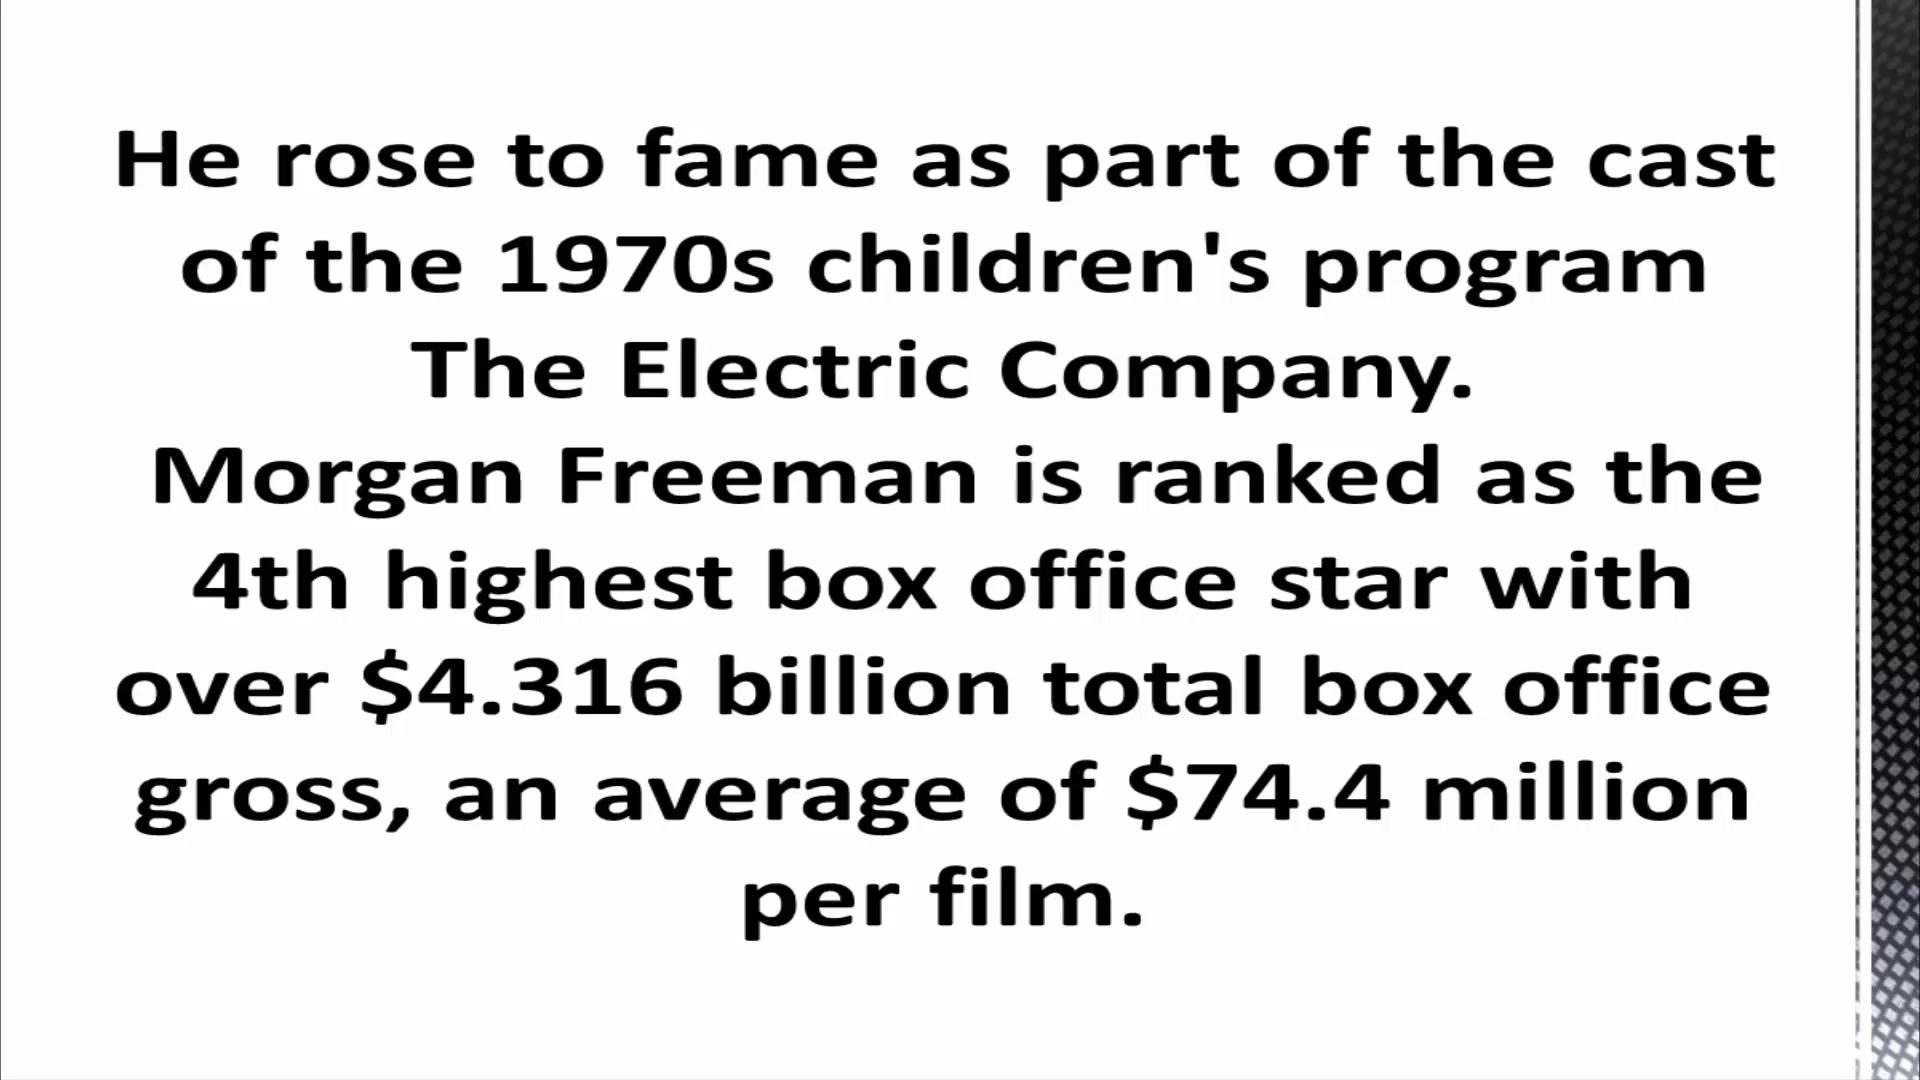 He rose to fame as part of the cast
of the 1970s children's program
The Electric Company.
Morgan Freeman is ranked as the
4th highest box office star with
over $4.316 billion total box office
gross, an average of $74.4 million
per film.